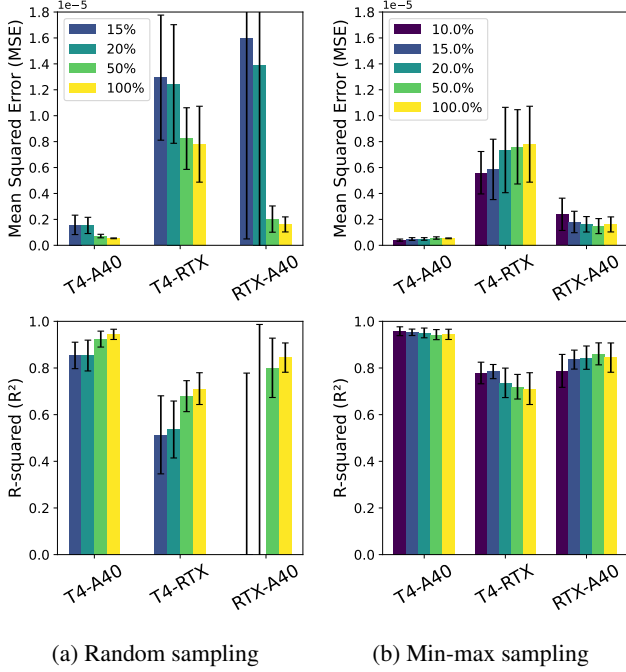 1e−5
1.8
1.6
1.4
1.2
1.0
0.8
0.6
0.4
0.2
0.0
Mean Squared Error (MSE)
15%
20%
50%
100%
T4-A40
T4-RTX
RTX-A40
1e−5
1.8
1.6
1.4
1.2
1.0
0.8
0.6
0.4
0.2
0.0
Mean Squared Error (MSE)
10.0%
15.0%
20.0%
50.0%
100.0%
T4-A40
T4-RTX
RTX-A40
1.0
0.8
0.6
0.4
0.2
0.0
R-squared (R²)
T4-A40
T4-RTX
RTX-A40
1.0
0.8
0.6
0.4
0.2
0.0
R-squared (R²)
T4-A40
T4-RTX
RTX-A40
(a) Random sampling
(b) Min-max sampling